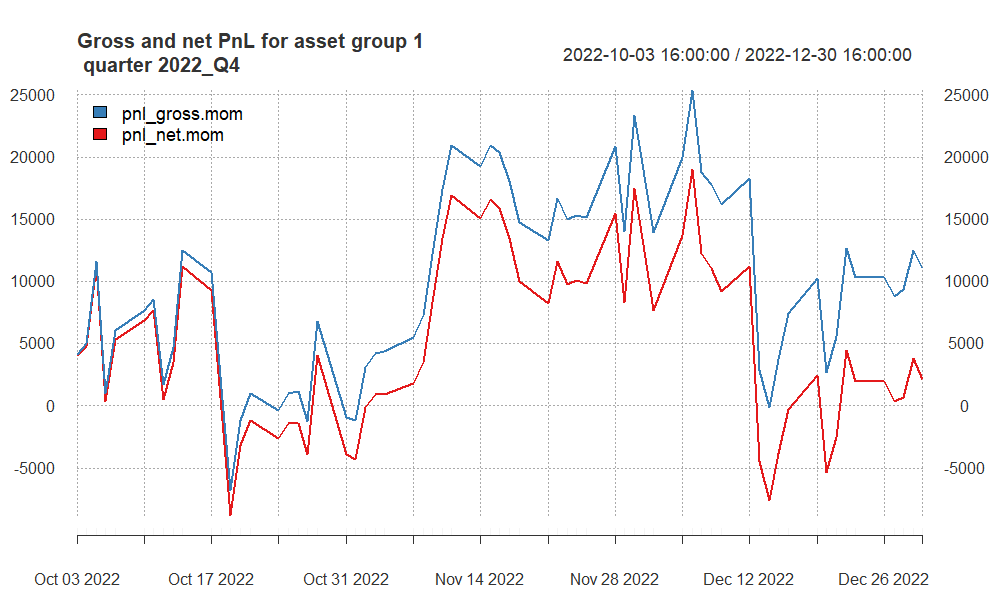 Gross and net PnL for asset group 1
quarter 2022_Q4
2022-10-03 16:00:00 / 2022-12-30 16:00:00
pnl_gross.mom
pnl_net.mom
25000
20000
15000
10000
5000
0
-5000
25000
20000
15000
10000
5000
0
-5000
Oct 03 2022 Oct 17 2022 Oct 31 2022 Nov 14 2022 Nov 28 2022 Dec 12 2022 Dec 26 2022